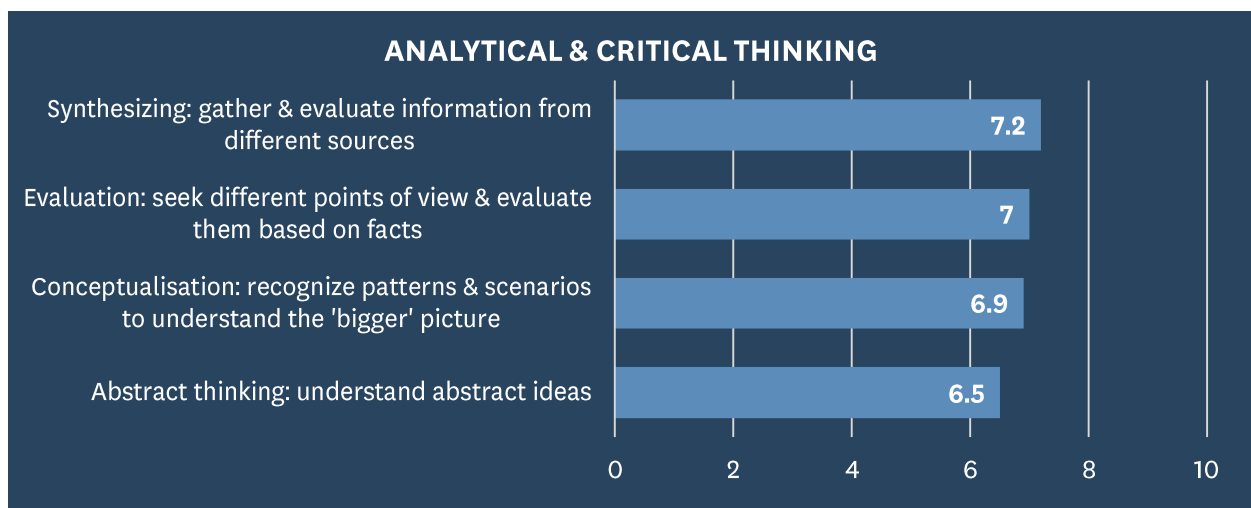 ANALYTICAL & CRITICAL THINKING
Synthesizing: gather & evaluate information from
different sources
7.2
Evaluation: seek different points of view & evaluate
them based on facts
7
Conceptualisation: recognize patterns & scenarios
to understand the 'bigger' picture
6.9
Abstract thinking: understand abstract ideas
6.5
0 2 4 6 8 10